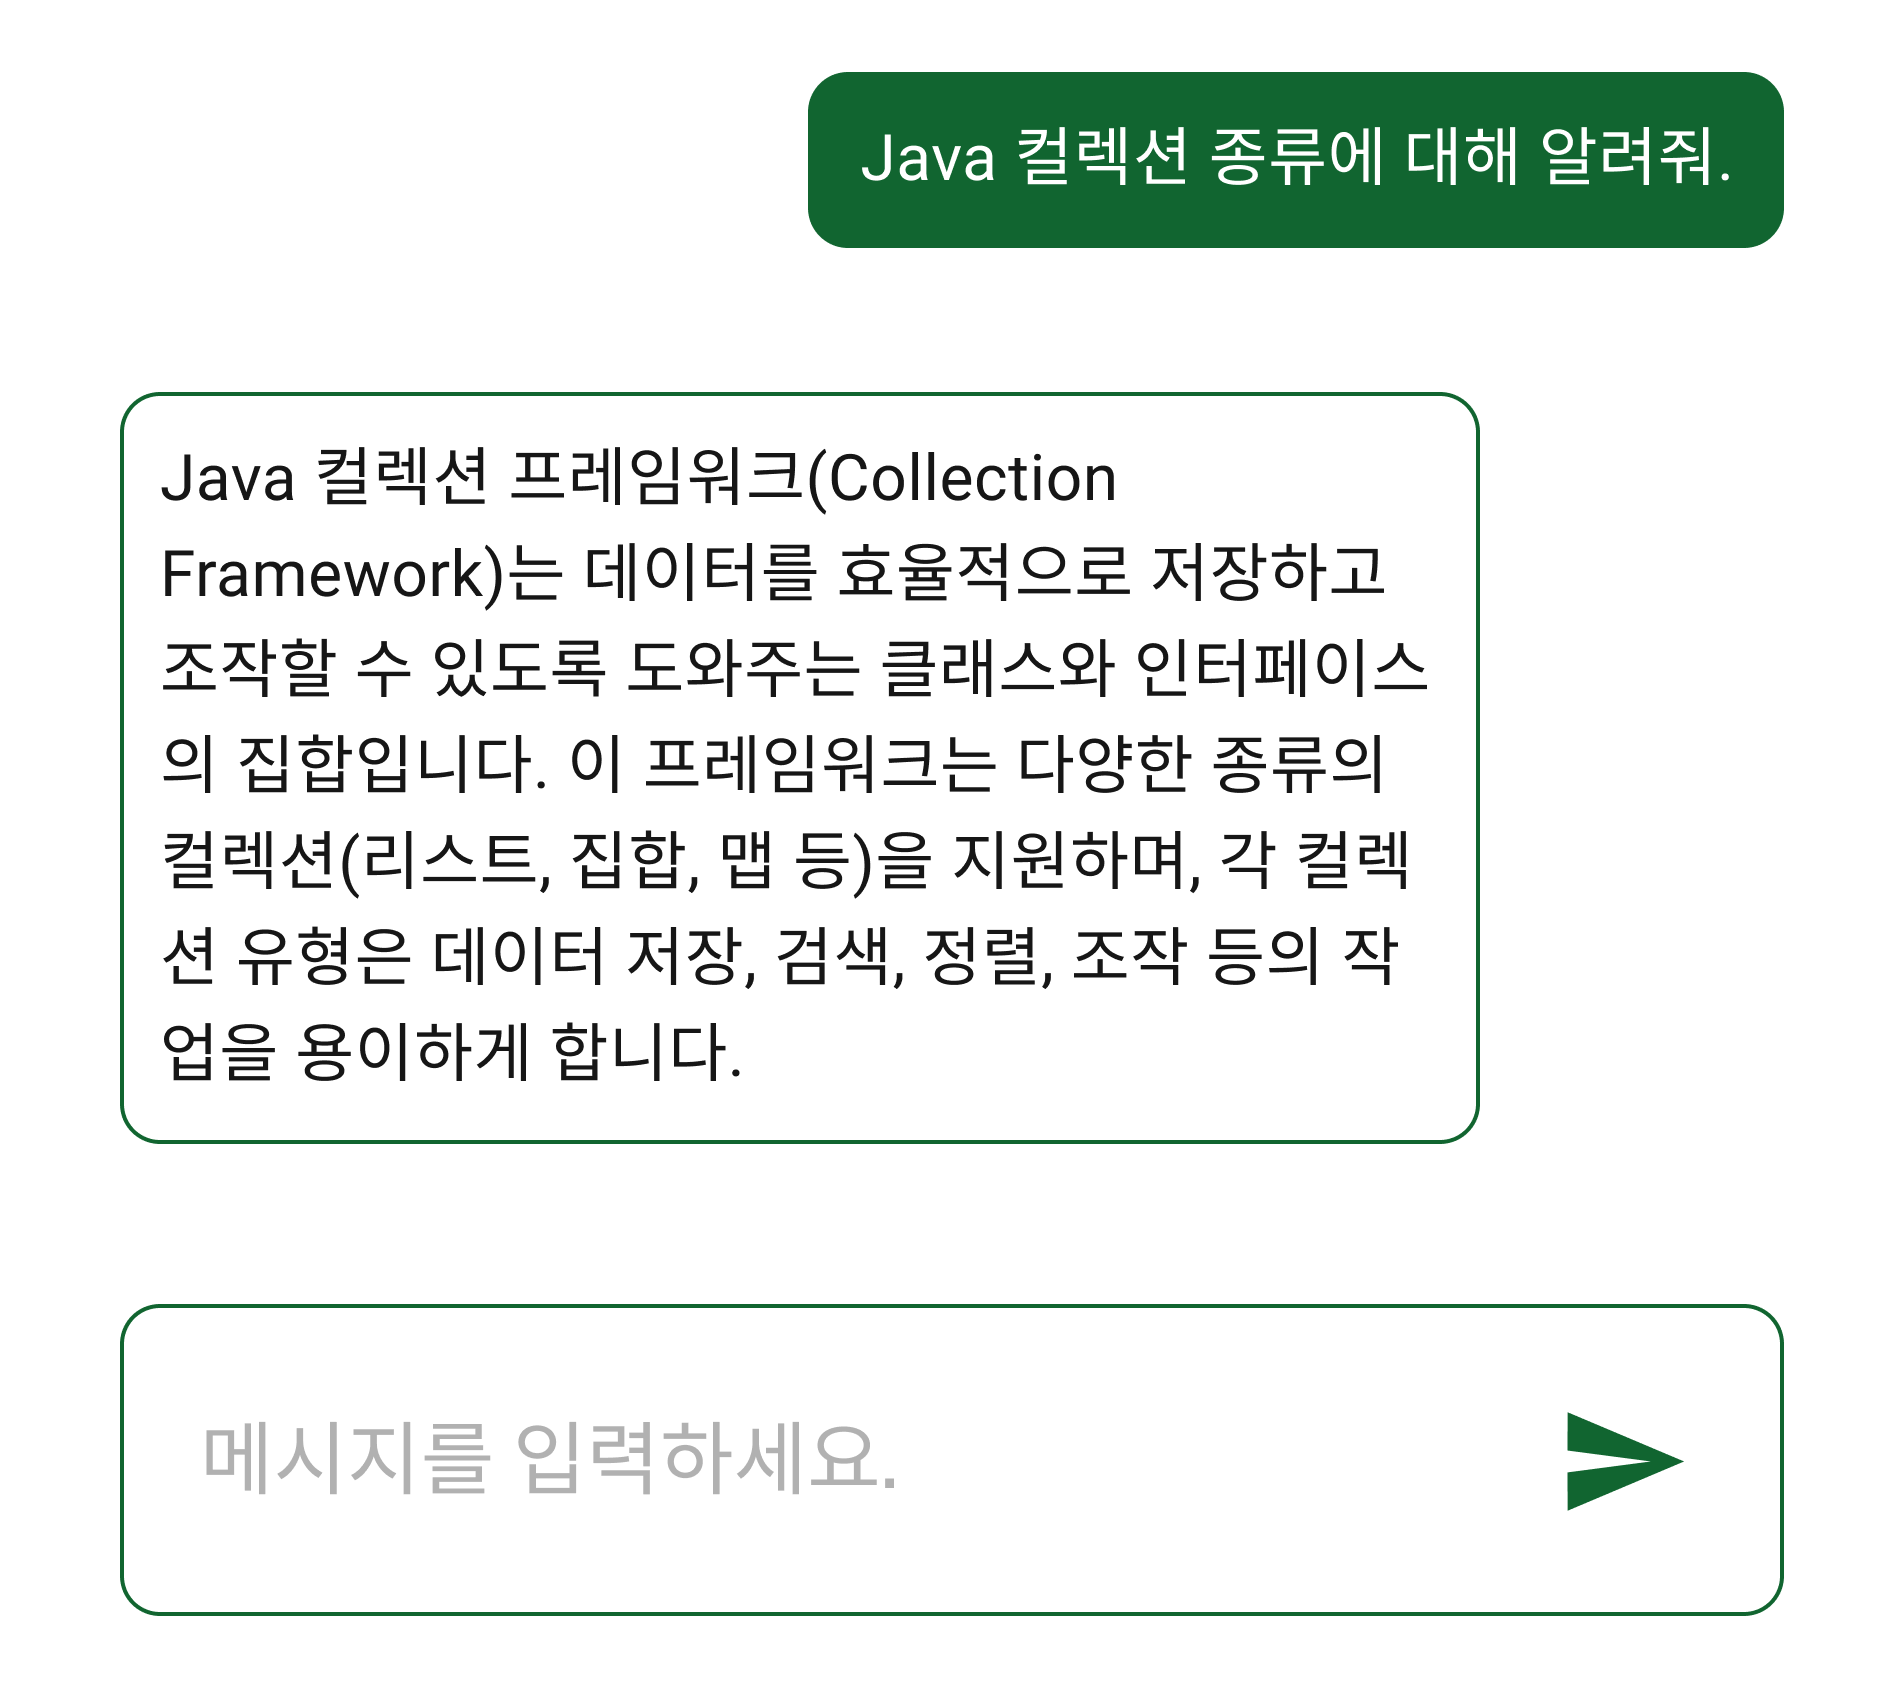 Java 컬렉션 종류에 대해 알려줘.
Java 컬렉션 프레임워크(Collection
Framework)는 데이터를 효율적으로 저장하고
조작할 수 있도록 도와주는 클래스와 인터페이스
의 집합입니다. 이 프레임워크는 다양한 종류의
컬렉션(리스트, 집합, 맵 등)을 지원하며, 각 컬렉
션 유형은 데이터 저장, 검색, 정렬, 조작 등의 작
업을 용이하게 합니다.
메시지를 입력하세요.